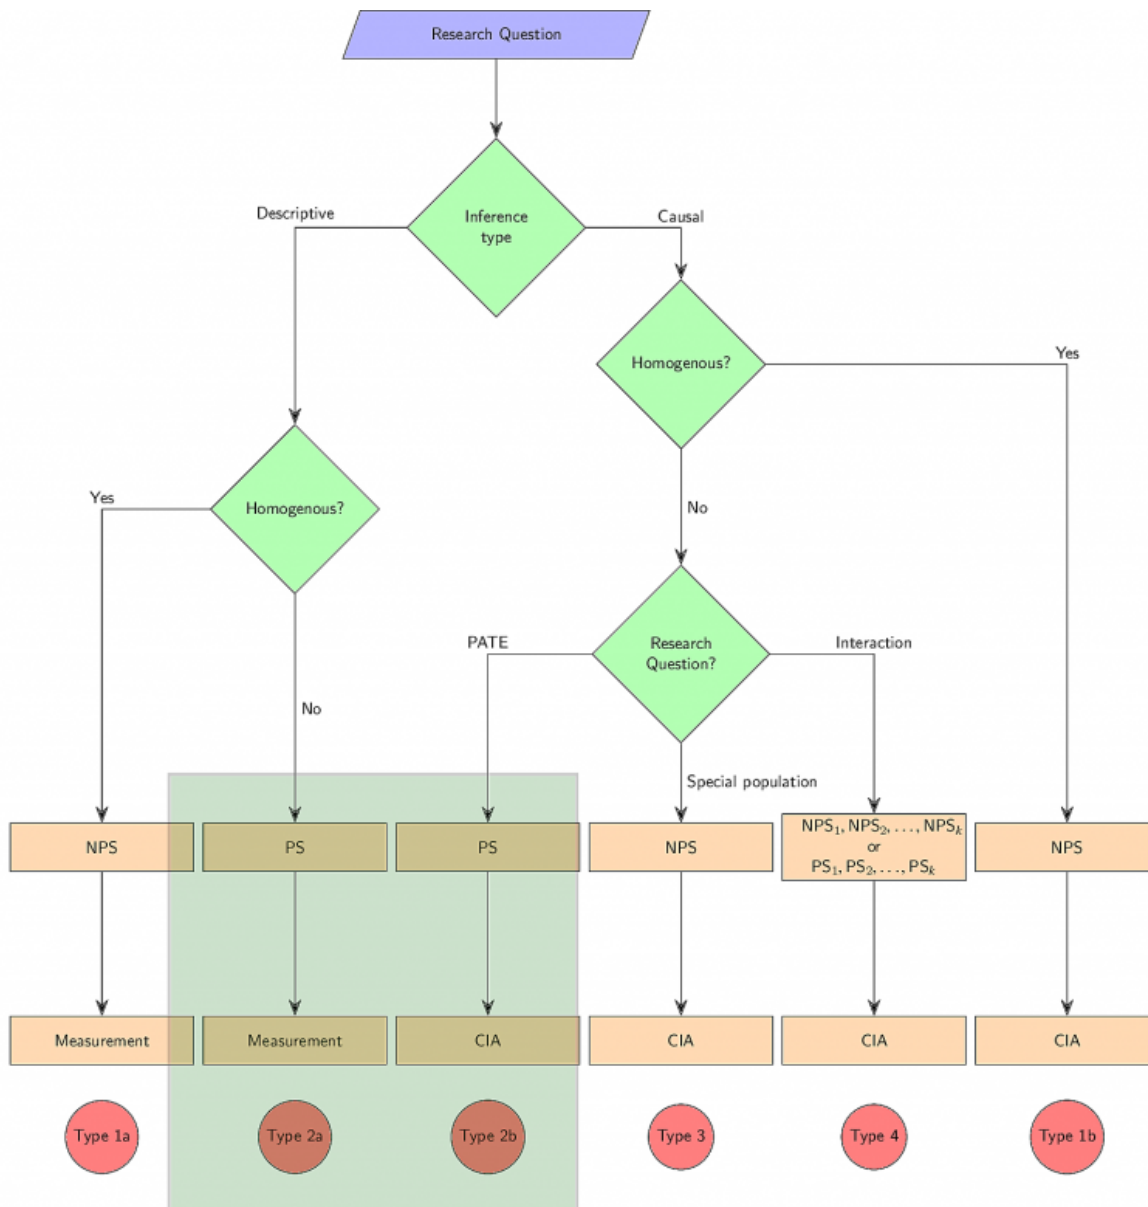 Research Question
Inference
type
Descriptive
Causal
Homogenous?
Yes
Homogenous?
Yes
No
Research
Question?
PATE
Interaction
No
Special population
NPS
PS
PS
NPS
NPS₁, NPS₂, ..., NPSₖ
or
PS₁, PS₂, ..., PSₖ
NPS
Measurement
Measurement
CIA
CIA
CIA
CIA
Type 1a
Type 2a
Type 2b
Type 3
Type 4
Type 1b